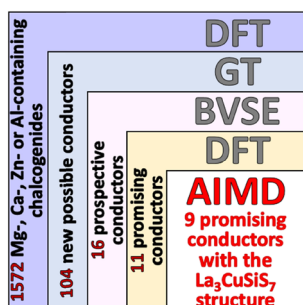 DFT
GT
BVSE
DFT
AIMD
9 promising
conductors
with the
La₃CuSiS₇
structure
1572 Mg-, Ca-, Zn- or Al-containing
chalcogenides
104 new possible conductors
16 prospective
conductors
11 promising
conductors